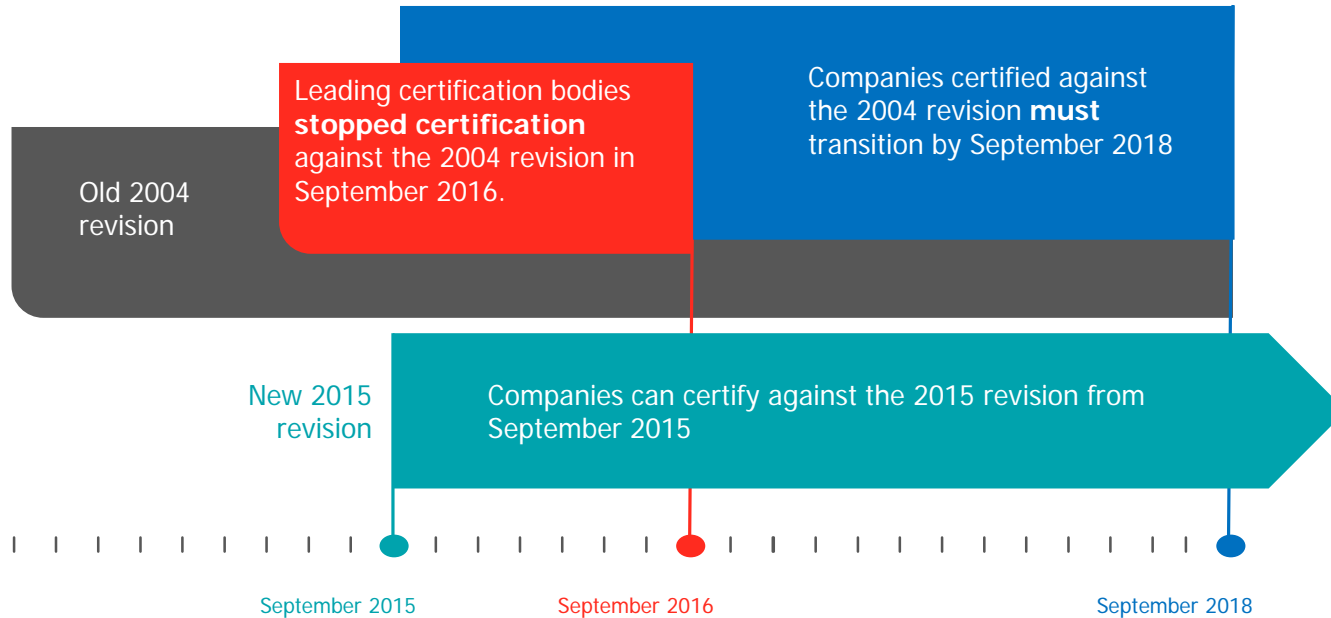 Leading certification bodies
stopped certification
against the 2004 revision in
September 2016.
Companies certified against
the 2004 revision must
transition by September 2018
Old 2004
revision
New 2015
revision
Companies can certify against the 2015 revision from
September 2015
September 2015
September 2016
September 2018